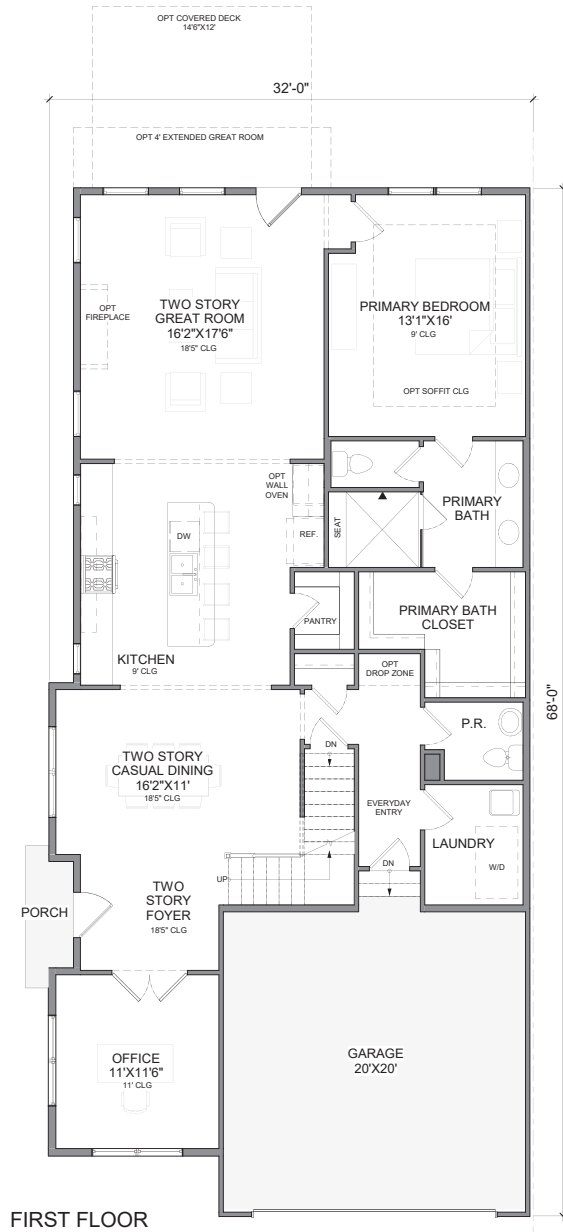 OPT COVERED DECK
14'6"X12'
32'-0"
OPT 4' EXTENDED GREAT ROOM
OPT
FIREPLACE
TWO STORY
GREAT ROOM
16'2"X17'6"
18'5" CLG
PRIMARY BEDROOM
13'1"X16'
9' CLG
OPT SOFFIT CLG
OPT
WALL
OVEN
REF.
DW
SEAT
PRIMARY
BATH
PANTRY
PRIMARY BATH
CLOSET
KITCHEN
9' CLG
OPT
DROP ZONE
P.R.
68'-0"
TWO STORY
CASUAL DINING
16'2"X11'
18'5" CLG
DN
EVERYDAY
ENTRY
LAUNDRY
W/D
DN
UP
TWO
STORY
FOYER
18'5" CLG
PORCH
OFFICE
11'X11'6"
11' CLG
GARAGE
20'X20'
FIRST FLOOR